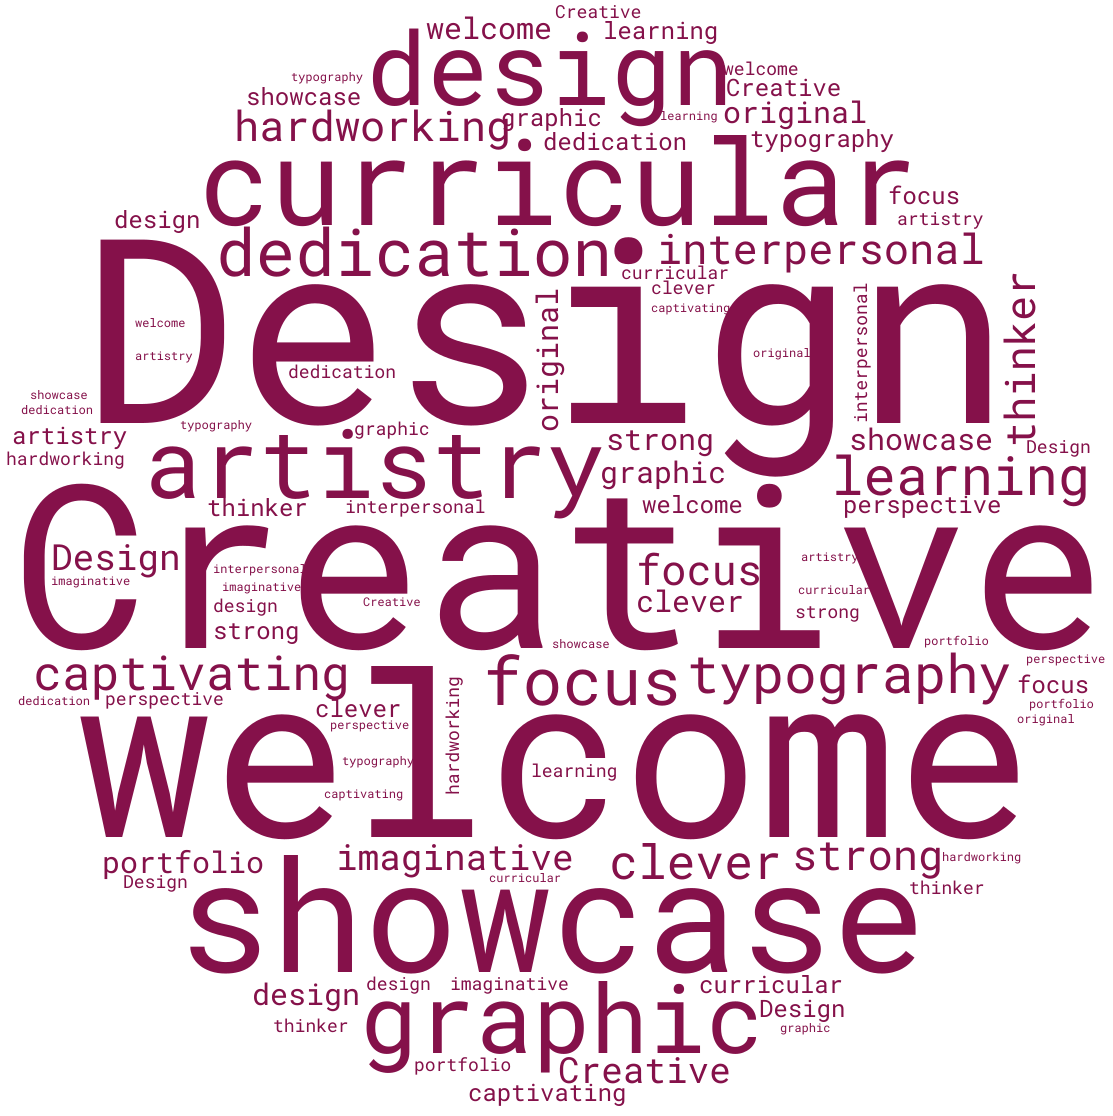 Creative
welcome learning
design
welcome
typography
Creative
showcase
original
hardworking graphic learning
dedication typography
curricular
focus
design artistry
dedication interpersonal
curricular
Design
clever
captivating
original
interpersonal
thinker
welcome
original
artistry
dedication
showcase
dedication
typography graphic
artistry strong showcase
Design
hardworking
artistry
graphic learning
thinker interpersonal welcome perspective
Creative
Design
artistry
interpersonal focus
imaginative imaginative
curricular
design Creative clever
strong
strong
showcase portfolio
captivating focus typography
perspective
focus
dedication perspective
portfolio
clever
original
perspective
welcome
hardworking
typography
learning
captivating
portfolio imaginative clever strong
hardworking
Design curricular
thinker
showcase
design
design imaginative curricular
graphic
Design
thinker graphic
portfolio Creative
captivating